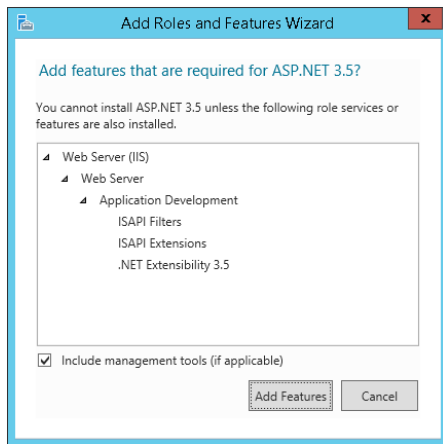 Add Roles and Features Wizard
x
Add features that are required for ASP.NET 3.5?
You cannot install ASP.NET 3.5 unless the following role services or
features are also installed.
Web Server (IIS)
Web Server
Application Development
ISAPI Filters
ISAPI Extensions
.NET Extensibility 3.5
Include management tools (if applicable)
Add Features Cancel